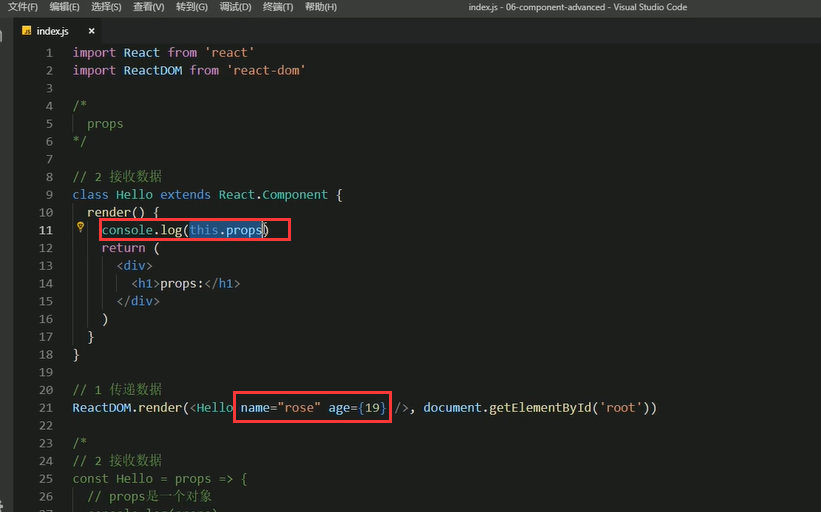 文件(F) 编辑(E) 选择(S) 查看(V) 转到(G) 调试(D) 终端(T) 帮助(H) index.js - 06-component-advanced - Visual Studio Code
index.js ×
1 import React from 'react'
2 import ReactDOM from 'react-dom'
3
4 /*
5 props
6 */
7
8 // 2 接收数据
9 class Hello extends React.Component {
10 render() {
11 console.log(this.props)
12 return (
13 <div>
14 <h1>props:</h1>
15 </div>
16 )
17 }
18 }
19
20 // 1 传递数据
21 ReactDOM.render(<Hello name="rose" age={19} />, document.getElementById('root'))
22
23 /*
24 // 2 接收数据
25 const Hello = props => {
26 // props是一个对象
27 console.log(props)